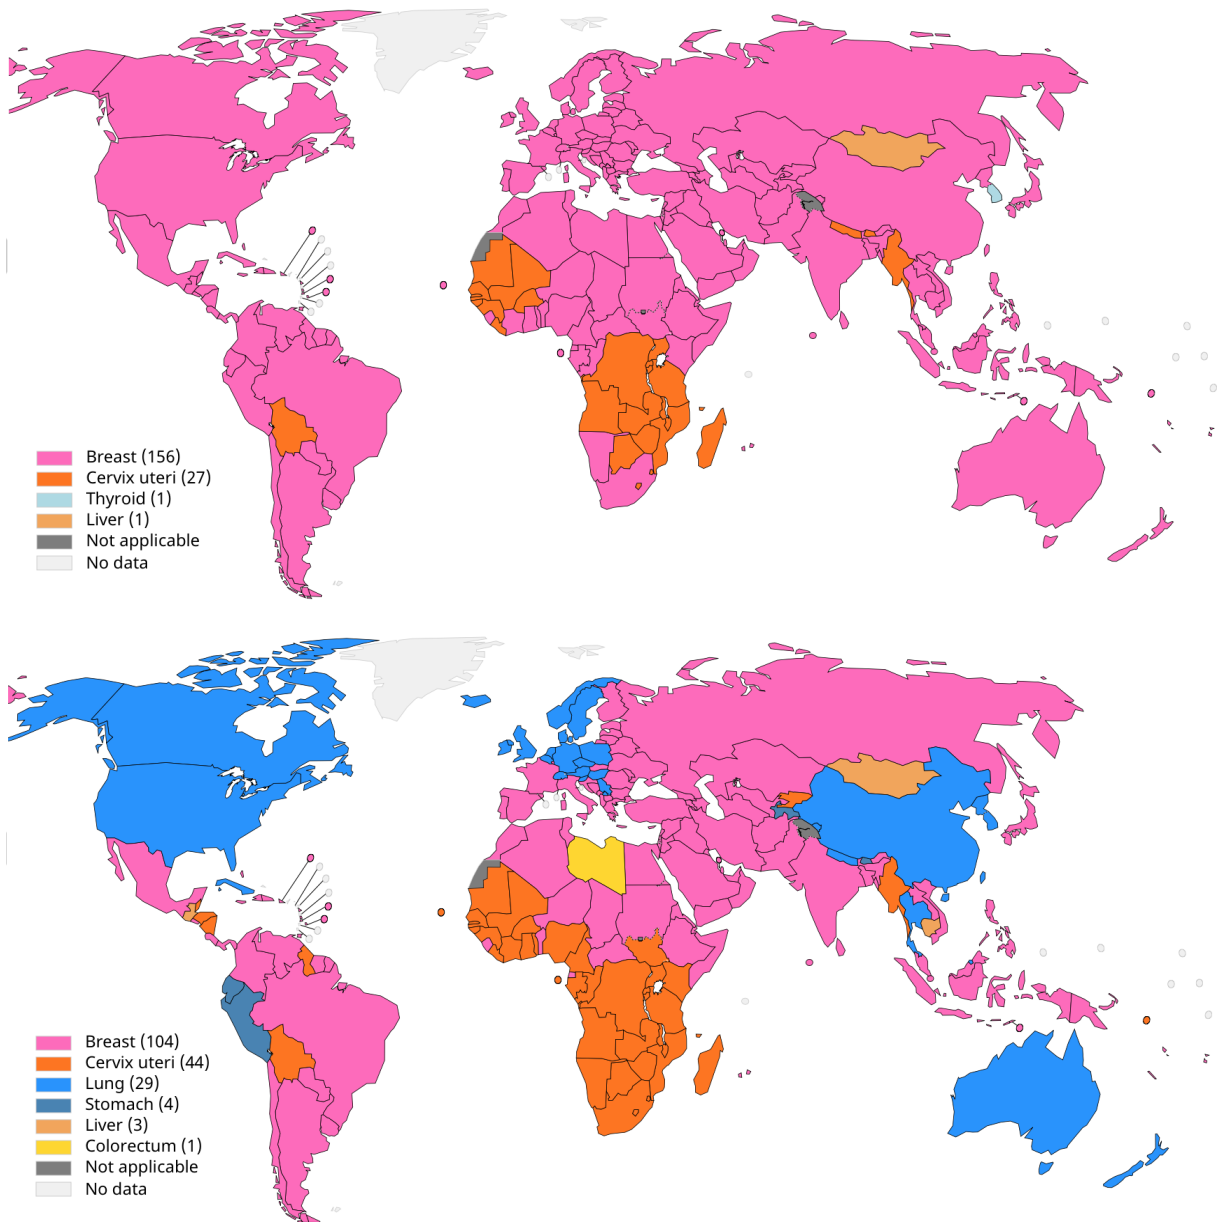 Breast (156)
Cervix uteri (27)
Thyroid (1)
Liver (1)
Not applicable
No data
Breast (104)
Cervix uteri (44)
Lung (29)
Stomach (4)
Liver (3)
Colorectum (1)
Not applicable
No data